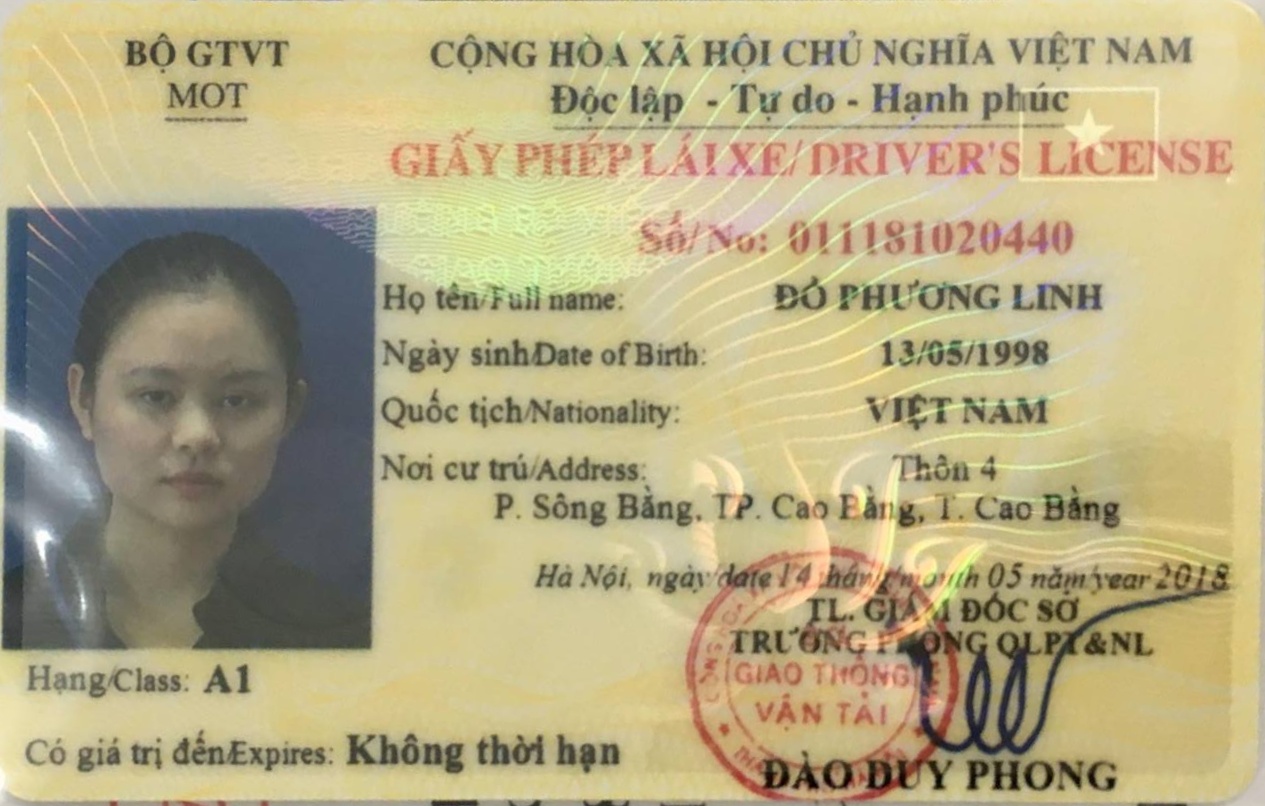 BỘ GTVT
MOT
CỘNG HÒA XÃ HỘI CHỦ NGHĨA VIỆT NAM
Độc lập - Tự do - Hạnh phúc
GIẤY PHÉP LÁI XE/DRIVER'S LICENSE
Số/No: 011181020440
Họ tên/Full name: ĐỎ PHƯƠNG LINH
Ngày sinh/Date of Birth: 13/05/1998
Quốc tịch/Nationality: VIỆT NAM
Nơi cư trú/Address: Thôn 4
P. Sông Bằng, TP. Cao Bằng, T. Cao Bằng
Hà Nội, ngày/date 14 tháng/month 05 năm/year 2018
TL. GIÁM ĐỐC SỞ
TRƯỞNG PHÒNG QLPT&NL
GIAO THÔNG
VẬN TẢI
Hạng/Class: A1
Có giá trị đến/Expires: Không thời hạn
ĐÀO DUY PHONG